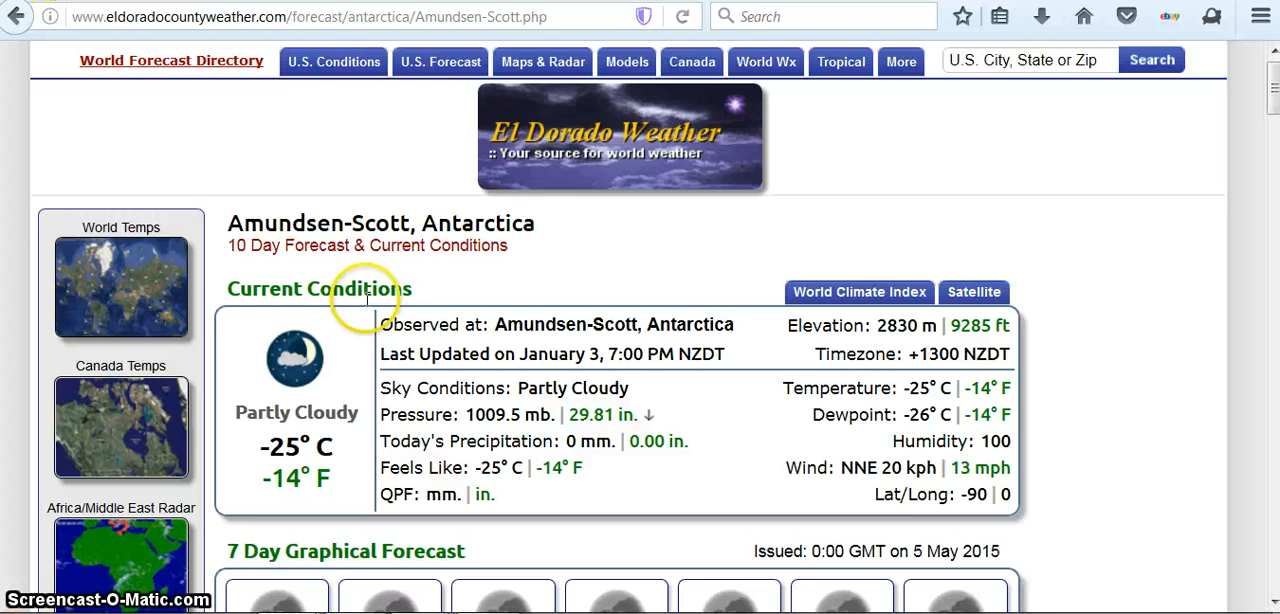 www.eldoradocountyweather.com/forecast/antarctica/Amundsen-Scott.php
Search
ebay
World Forecast Directory
U.S. Conditions
U.S. Forecast
Maps & Radar
Models
Canada
World Wx
Tropical
More
U.S. City, State or Zip
Search
El Dorado Weather
:: Your source for world weather
World Temps
Canada Temps
Africa/Middle East Radar
Amundsen-Scott, Antarctica
10 Day Forecast & Current Conditions
Current Conditions
World Climate Index
Satellite
Partly Cloudy
-25° C
-14° F
Observed at: Amundsen-Scott, Antarctica
Elevation: 2830 m | 9285 ft
Last Updated on January 3, 7:00 PM NZDT
Timezone: +1300 NZDT
Sky Conditions: Partly Cloudy
Temperature: -25° C | -14° F
Pressure: 1009.5 mb. | 29.81 in. ↓
Dewpoint: -26° C | -14° F
Today's Precipitation: 0 mm. | 0.00 in.
Humidity: 100
Feels Like: -25° C | -14° F
Wind: NNE 20 kph | 13 mph
QPF: mm. | in.
Lat/Long: -90 | 0
7 Day Graphical Forecast
Issued: 0:00 GMT on 5 May 2015
Screencast-O-Matic.com